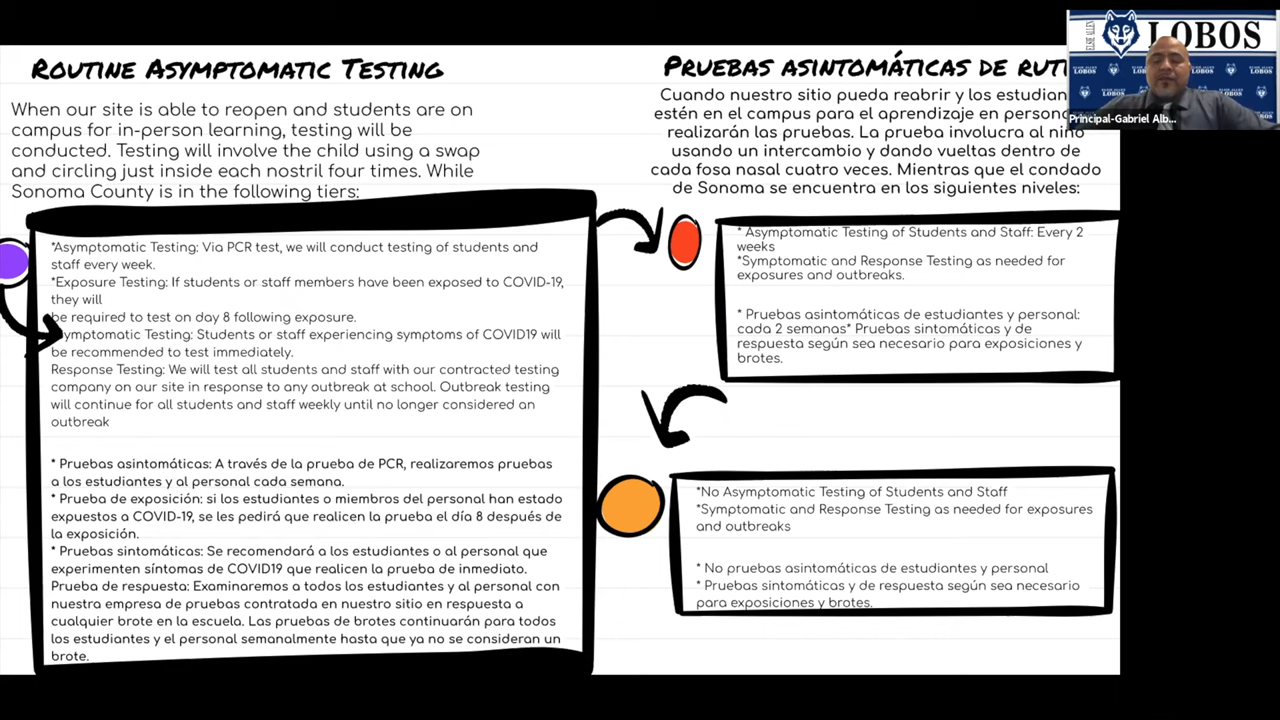 ROUTINE ASYMPTOMATIC TESTING
When our site is able to reopen and students are on
campus for in-person learning, testing will be
conducted. Testing will involve the child using a swap
and circling just inside each nostril four times. While
Sonoma County is in the following tiers:
*Asymptomatic Testing: Via PCR test, we will conduct testing of students and
staff every week.
*Exposure Testing: If students or staff members have been exposed to COVID-19,
they will
be required to test on day 8 following exposure.
ymptomatic Testing: Students or staff experiencing symptoms of COVID19 will
be recommended to test immediately.
Response Testing: We will test all students and staff with our contracted testing
company on our site in response to any outbreak at school. Outbreak testing
will continue for all students and staff weekly until no longer considered an
outbreak
* Pruebas asintomáticas: A través de la prueba de PCR, realizaremos pruebas
a los estudiantes y al personal cada semana.
* Prueba de exposición: si los estudiantes o miembros del personal han estado
expuestos a COVID-19, se les pedirá que realicen la prueba el día 8 después de
la exposición.
* Pruebas sintomáticas: Se recomendará a los estudiantes o al personal que
experimenten síntomas de COVID19 que realicen la prueba de inmediato.
Prueba de respuesta: Examinaremos a todos los estudiantes y al personal con
nuestra empresa de pruebas contratada en nuestro sitio en respuesta a
cualquier brote en la escuela. Las pruebas de brotes continuarán para todos
los estudiantes y el personal semanalmente hasta que ya no se consideran un
brote.
PRUEBAS ASINTOMÁTICAS DE RUT
Cuando nuestro sitio pueda reabrir y los estudian
estén en el campus para el aprendizaje en persona
realizarán las pruebas. La prueba involucra al niño
usando un intercambio y dando vueltas dentro de
cada fosa nasal cuatro veces. Mientras que el condado
de Sonoma se encuentra en los siguientes niveles:
* Asymptomatic Testing of Students and Staff: Every 2
weeks
*Symptomatic and Response Testing as needed for
exposures and outbreaks.
* Pruebas asintomáticas de estudiantes y personal:
cada 2 semanas* Pruebas sintomáticas y de
respuesta según sea necesario para exposiciones y
brotes.
*No Asymptomatic Testing of Students and Staff
*Symptomatic and Response Testing as needed for exposures
and outbreaks
* No pruebas asintomáticas de estudiantes y personal
* Pruebas sintomáticas y de respuesta según sea necesario
para exposiciones y brotes.
ELSIE ALLEN
LOBOS
Principal-Gabriel Alb...